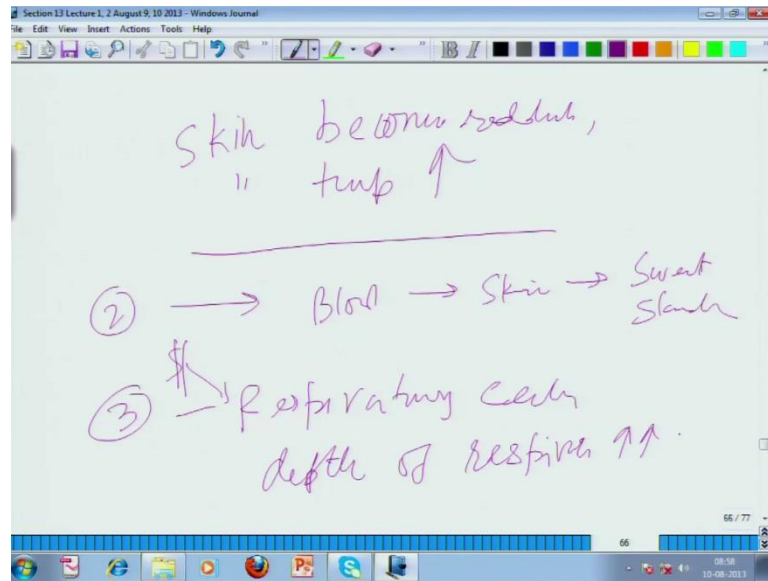 Section 13 Lecture 1, 2 August 9, 10 2013 - Windows Journal
File Edit View Insert Actions Tools Help
Skin becomes reddish,
" temp ↑
② → Blood → Skin → Sweat
Glands
③ Respiratory
depth of respiration ↑↑
66 / 77
66
08:58
10-08-2013